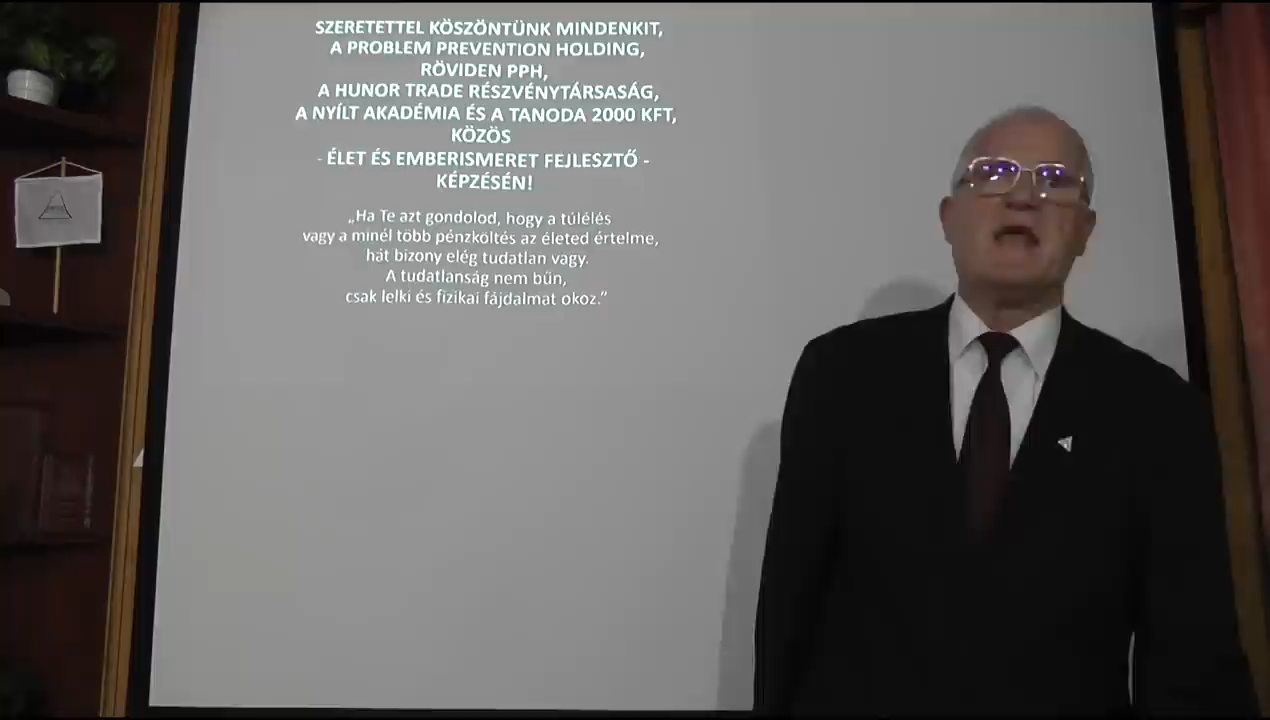 SZERETETTEL KÖSZÖNTÜNK MINDENKIT,
A PROBLEM PREVENTION HOLDING,
RÖVIDEN PPH,
A HUNOR TRADE RÉSZVÉNYTÁRSASÁG,
A NYÍLT AKADÉMIA ÉS A TANODA 2000 KFT,
KÖZÖS
- ÉLET ÉS EMBERISMERET FEJLESZTŐ -
KÉPZÉSÉN!
„Ha Te azt gondolod, hogy a túlélés
vagy a minél több pénzköltés az életed értelme,
hát bizony elég tudatlan vagy.
A tudatlanság nem bűn,
csak lelki és fizikai fájdalmat okoz.”